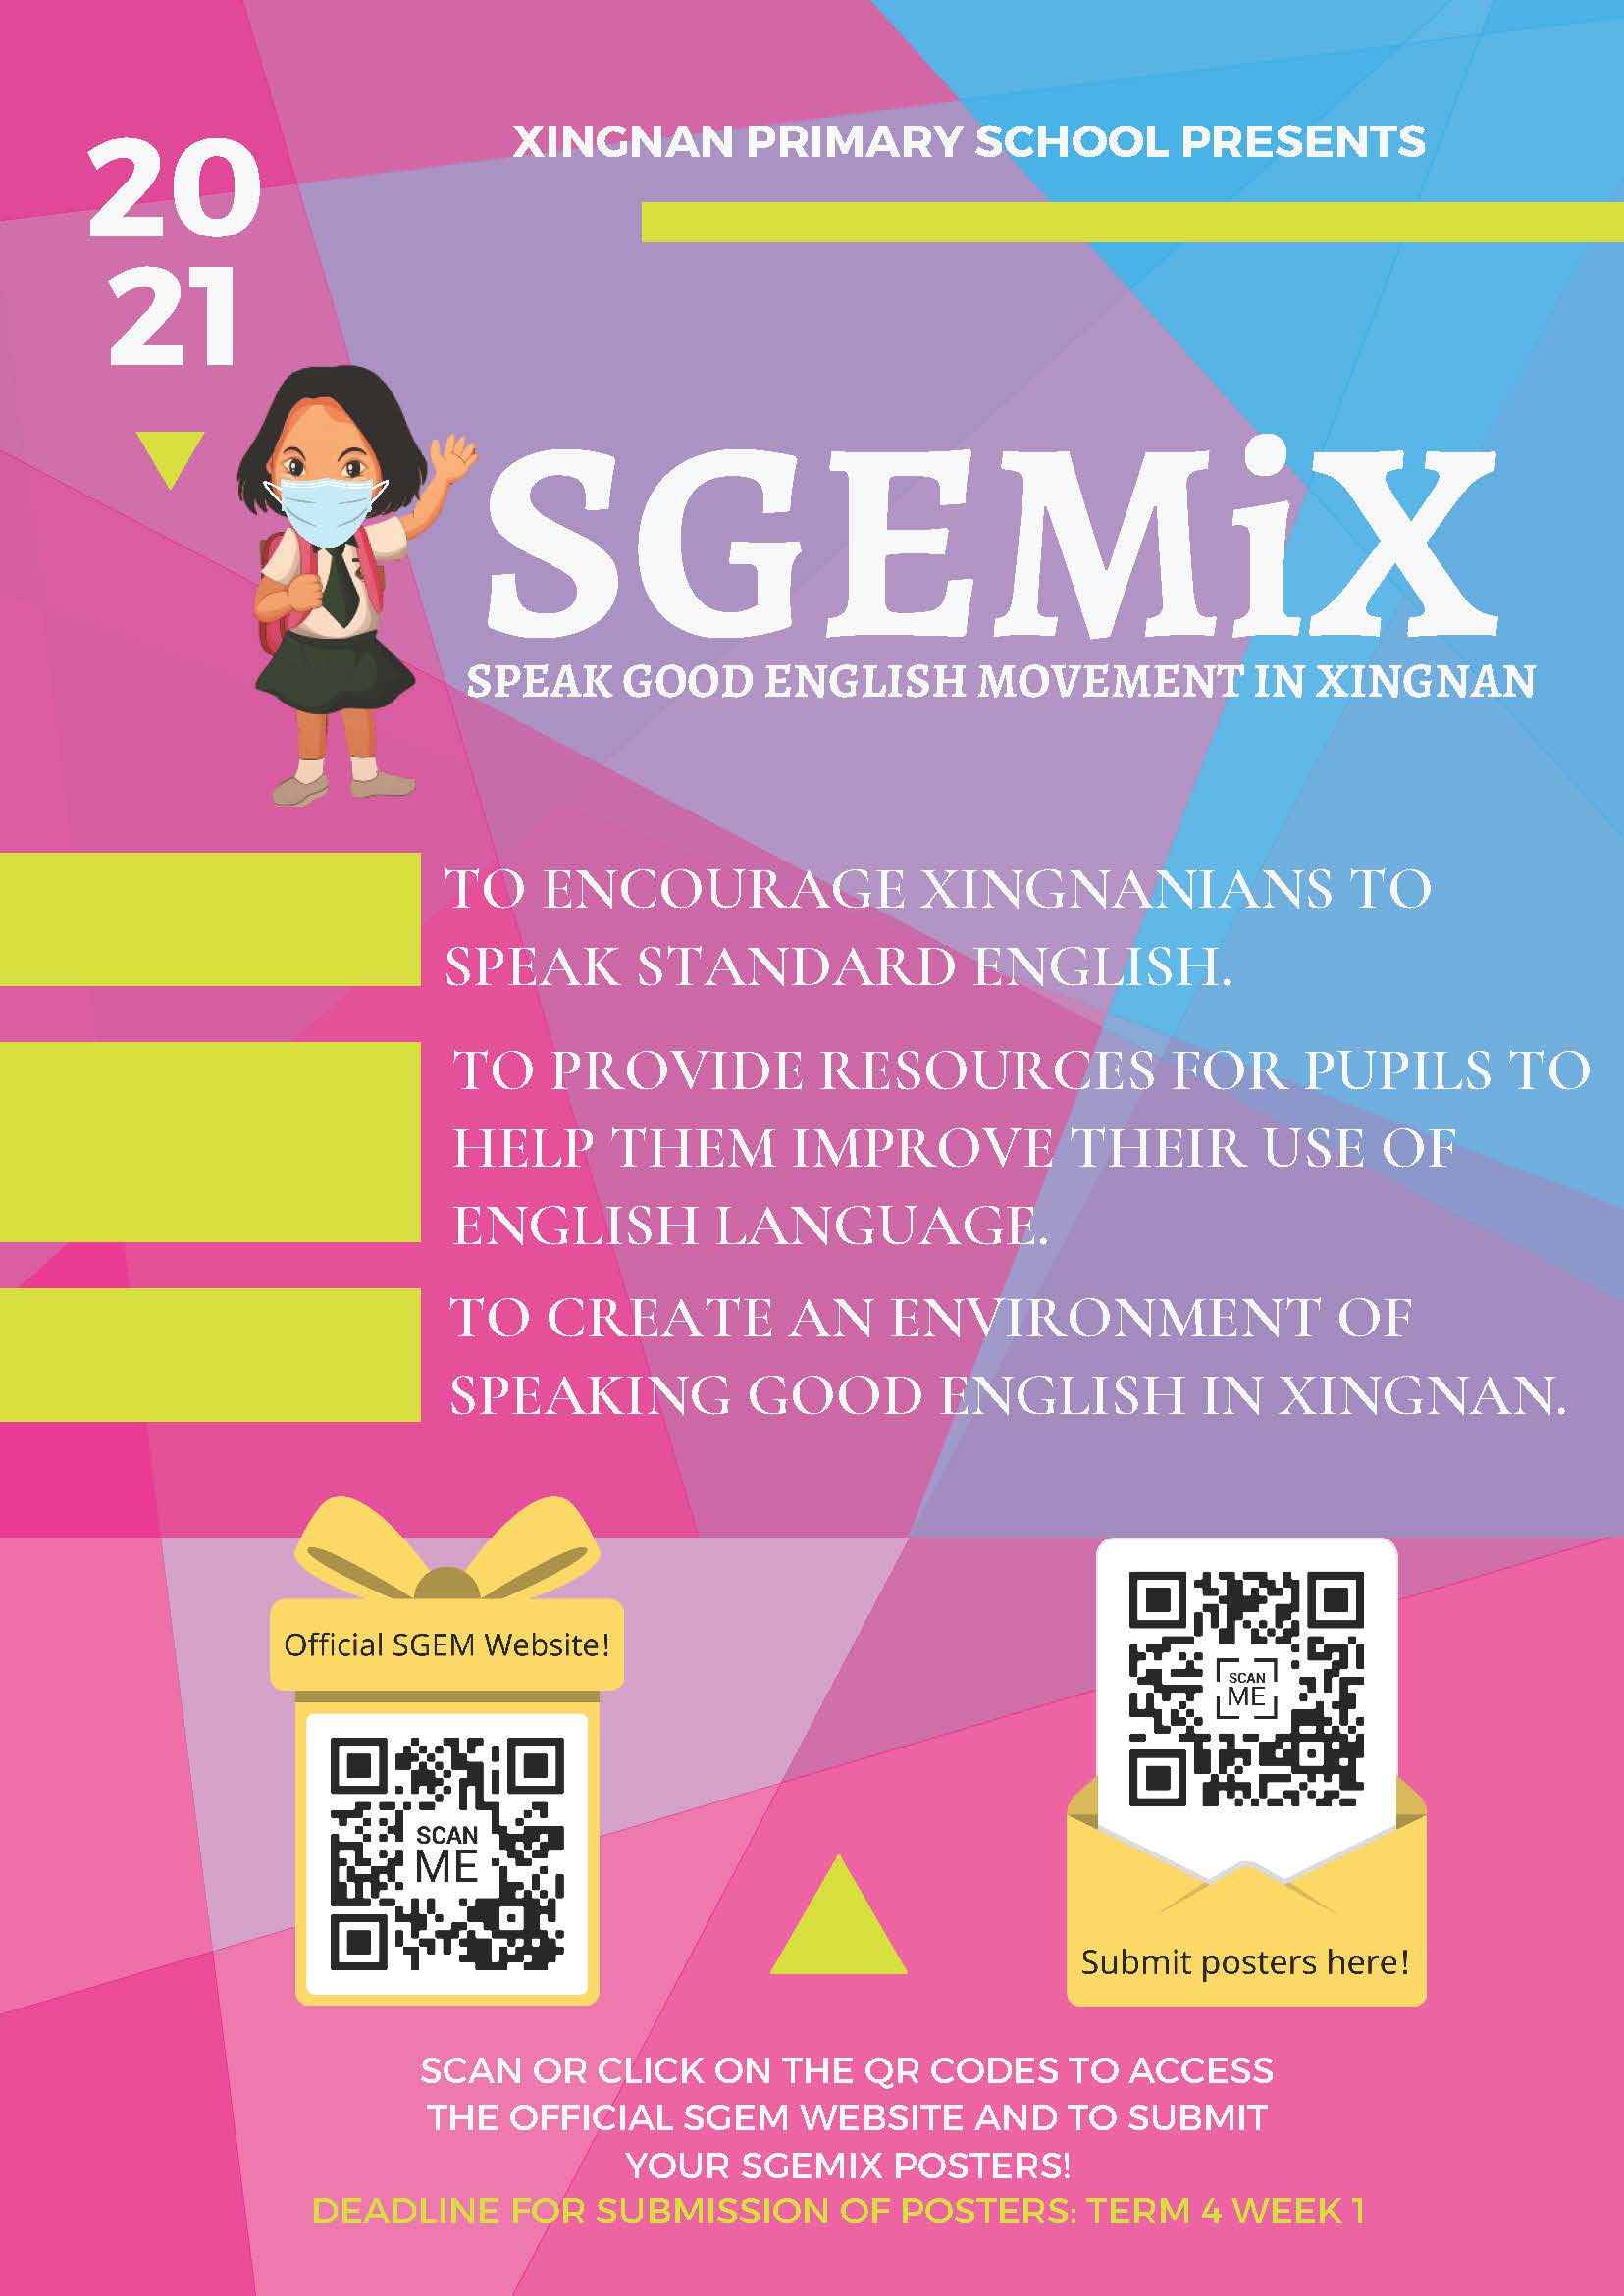 20
21
XINGNAN PRIMARY SCHOOL PRESENTS
SGEMiX
SPEAK GOOD ENGLISH MOVEMENT IN XINGNAN
TO ENCOURAGE XINGNANIANS TO
SPEAK STANDARD ENGLISH.
TO PROVIDE RESOURCES FOR PUPILS TO
HELP THEM IMPROVE THEIR USE OF
ENGLISH LANGUAGE.
TO CREATE AN ENVIRONMENT OF
SPEAKING GOOD ENGLISH IN XINGNAN.
Official SGEM Website!
SCAN
ME
SCAN
ME
Submit posters here!
SCAN OR CLICK ON THE QR CODES TO ACCESS
THE OFFICIAL SGEM WEBSITE AND TO SUBMIT
YOUR SGEMIX POSTERS!
DEADLINE FOR SUBMISSION OF POSTERS: TERM 4 WEEK 1